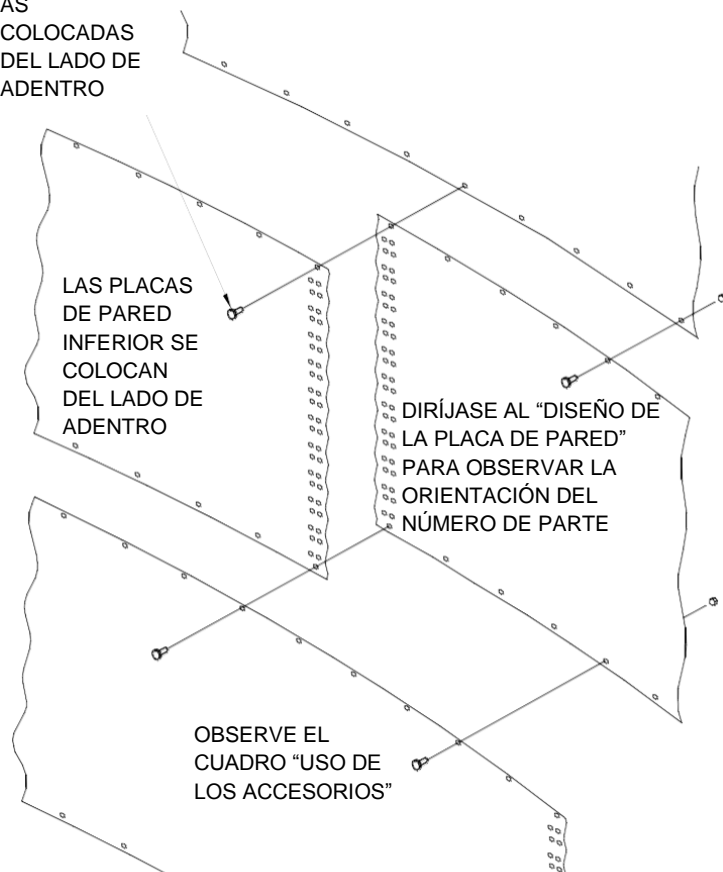 COLOCADAS
DEL LADO DE
ADENTRO
LAS PLACAS
DE PARED
INFERIOR SE
COLOCAN
DEL LADO DE
ADENTRO
DIRÍJASE AL “DISEÑO DE
LA PLACA DE PARED”
PARA OBSERVAR LA
ORIENTACIÓN DEL
NÚMERO DE PARTE
OBSERVE EL
CUADRO “USO DE
LOS ACCESORIOS”